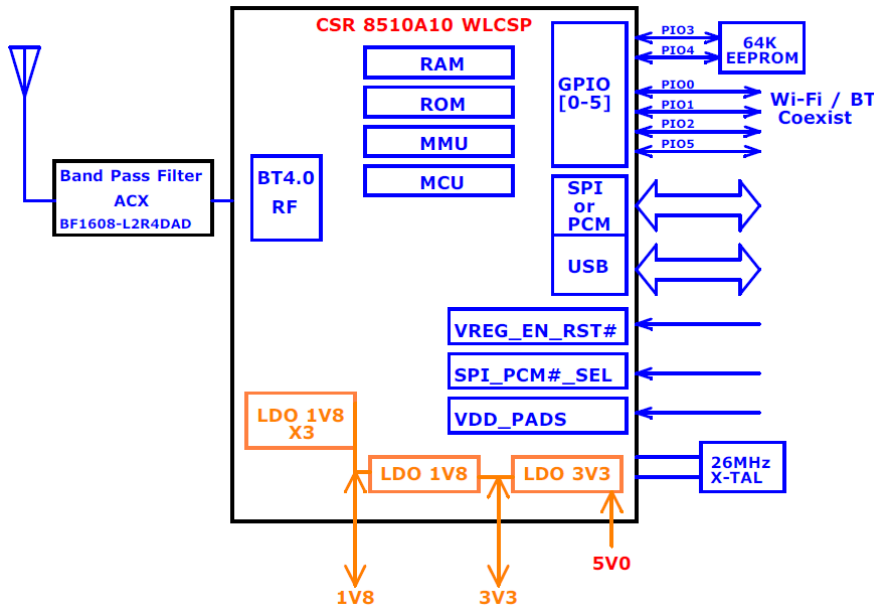 CSR 8510A10 WLCSP
RAM
ROM
MMU
MCU
GPIO
[0-5]
PIO3
PIO4
64K
EEPROM
PIO0
PIO1
PIO2
PIO5
Wi-Fi / BT
Coexist
Band Pass Filter
ACX
BF1608-L2R4DAD
BT4.0
RF
SPI
or
PCM
USB
VREG_EN_RST#
SPI_PCM#_SEL
VDD_PADS
LDO 1V8
X3
LDO 1V8
LDO 3V3
26MHz
X-TAL
5V0
1V8
3V3